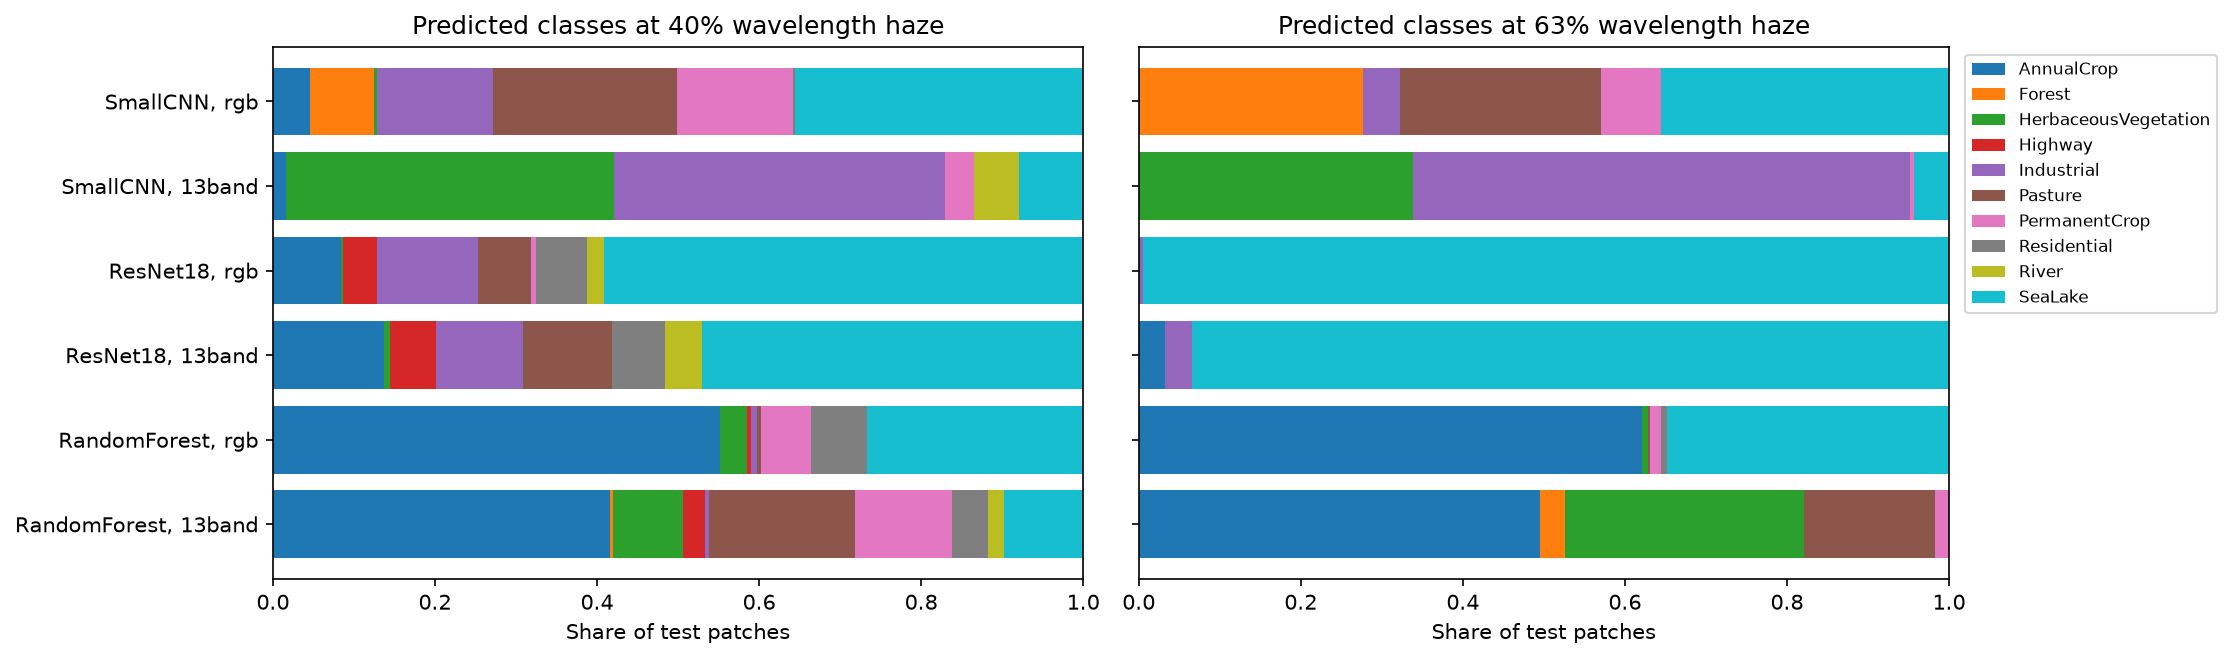 Predicted classes at 40% wavelength haze
SmallCNN, rgb
SmallCNN, 13band
ResNet18, rgb
ResNet18, 13band
RandomForest, rgb
RandomForest, 13band
0.0 0.2 0.4 0.6 0.8 1.0
Share of test patches
Predicted classes at 63% wavelength haze
0.0 0.2 0.4 0.6 0.8 1.0
Share of test patches
AnnualCrop
Forest
HerbaceousVegetation
Highway
Industrial
Pasture
PermanentCrop
Residential
River
SeaLake